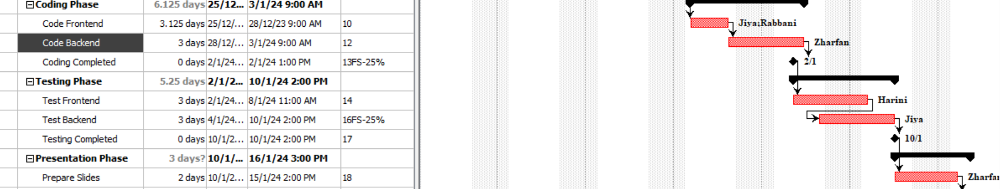 Coding Phase 6.125 days 25/12... 3/1/24 9:00 AM
Code Frontend 3.125 days 25/12/... 28/12/23 9:00 AM 10 Jiya;Rabbani
Code Backend 3 days 28/12/... 3/1/24 9:00 AM 12 Zharfan
Coding Completed 0 days 2/1/24... 2/1/24 1:00 PM 13FS-25% 2/1
Testing Phase 5.25 days 2/1/2... 10/1/24 2:00 PM
Test Frontend 3 days 2/1/24... 8/1/24 11:00 AM 14 Harini
Test Backend 3 days 4/1/24... 10/1/24 2:00 PM 16FS-25% Jiya
Testing Completed 0 days 10/1/2... 10/1/24 2:00 PM 17 10/1
Presentation Phase 3 days? 10/1/... 16/1/24 3:00 PM
Prepare Slides 2 days 10/1/2... 15/1/24 2:00 PM 18 Zharfan